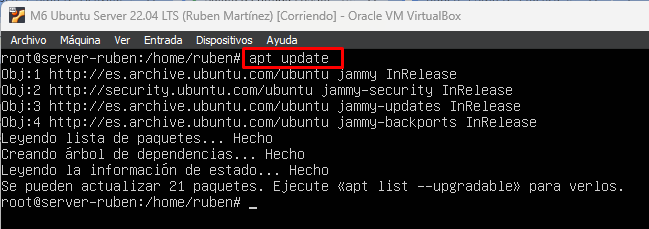 M6 Ubuntu Server 22.04 LTS (Ruben Martínez) [Corriendo] - Oracle VM VirtualBox
Archivo Máquina Ver Entrada Dispositivos Ayuda
root@server-ruben:/home/ruben# apt update
Obj:1 http://es.archive.ubuntu.com/ubuntu jammy InRelease
Obj:2 http://security.ubuntu.com/ubuntu jammy-security InRelease
Obj:3 http://es.archive.ubuntu.com/ubuntu jammy-updates InRelease
Obj:4 http://es.archive.ubuntu.com/ubuntu jammy-backports InRelease
Leyendo lista de paquetes... Hecho
Creando árbol de dependencias... Hecho
Leyendo la información de estado... Hecho
Se pueden actualizar 21 paquetes. Ejecute «apt list --upgradable» para verlos.
root@server-ruben:/home/ruben# _